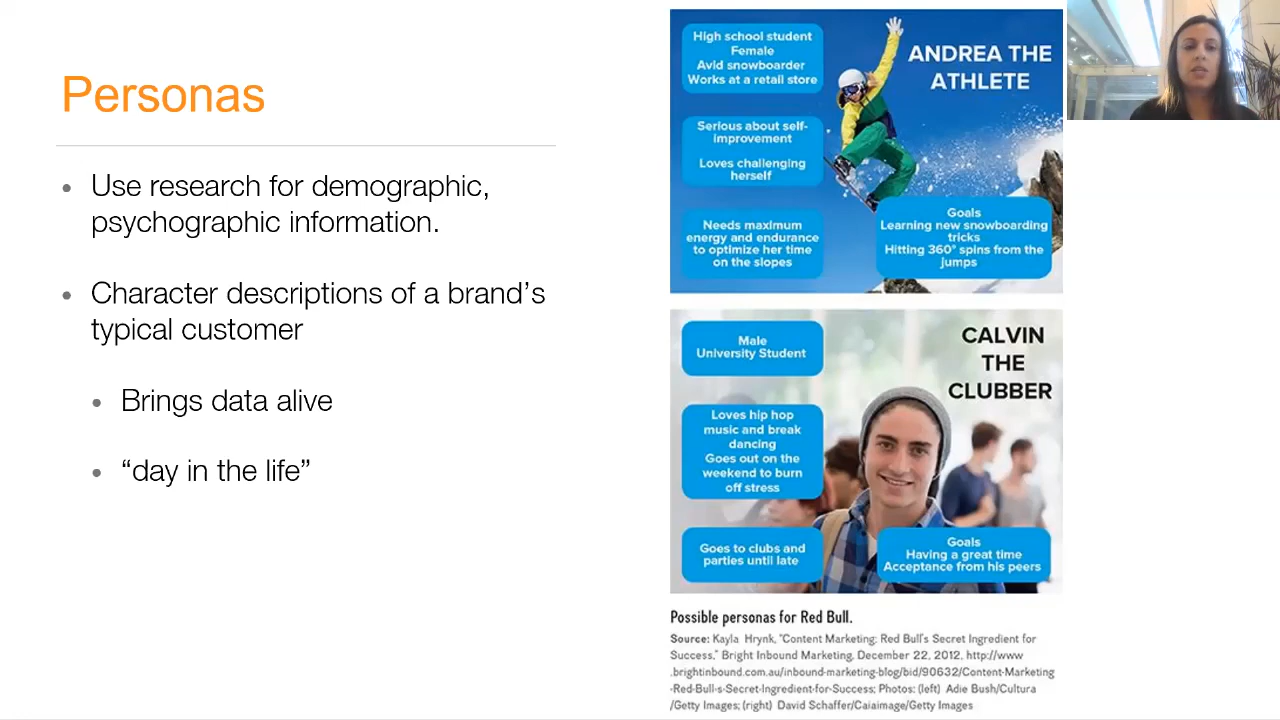 Personas
• Use research for demographic,
psychographic information.
• Character descriptions of a brand’s
typical customer
• Brings data alive
• “day in the life”
High school student
Female
Avid snowboarder
Works at a retail store
ANDREA THE
ATHLETE
Serious about self-
improvement
Loves challenging
herself
Needs maximum
energy and endurance
to optimize her time
on the slopes
Goals
Learning new snowboarding
tricks
Hitting 360° spins from the
jumps
Male
University Student
CALVIN
THE
CLUBBER
Loves hip hop
music and break
dancing
Goes out on the
weekend to burn
off stress
Goes to clubs and
parties until late
Goals
Having a great time
Acceptance from his peers
Possible personas for Red Bull.
Source: Kayla Hrynk, "Content Marketing: Red Bull's Secret Ingredient for
Success," Bright Inbound Marketing, December 22, 2012, http://www
.brightinbound.com.au/inbound-marketing-blog/bid/90632/Content-Marketing
-Red-Bull-s-Secret-Ingredient-for-Success; Photos: (left) Adie Bush/Cultura
/Getty Images; (right) David Schaffer/Caiaimage/Getty Images